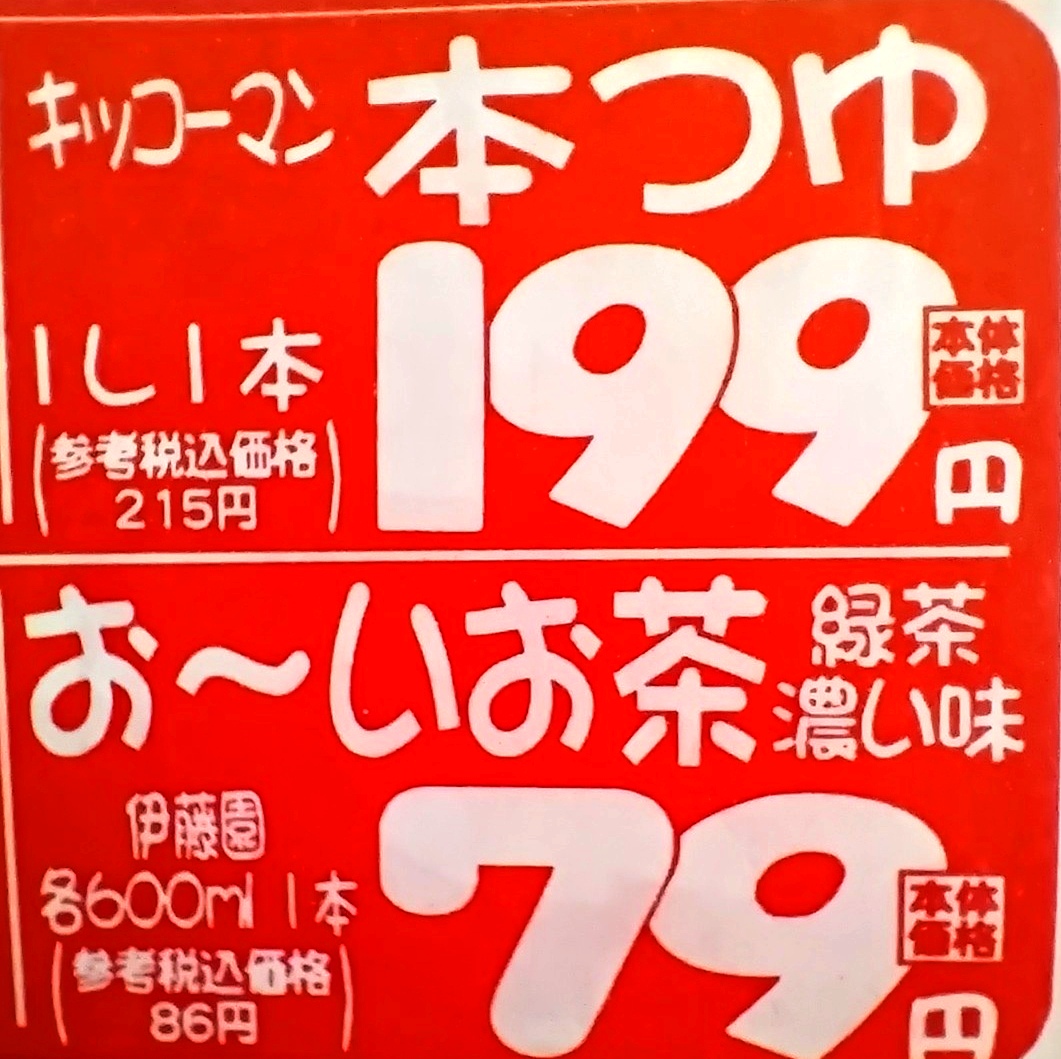 キッコーマン 本つゆ
1L1本 199 本体価格 円
(参考税込価格
215円)
お〜いお茶 緑茶
濃い味
伊藤園
各600ml 1本 79 本体価格 円
(参考税込価格
86円)